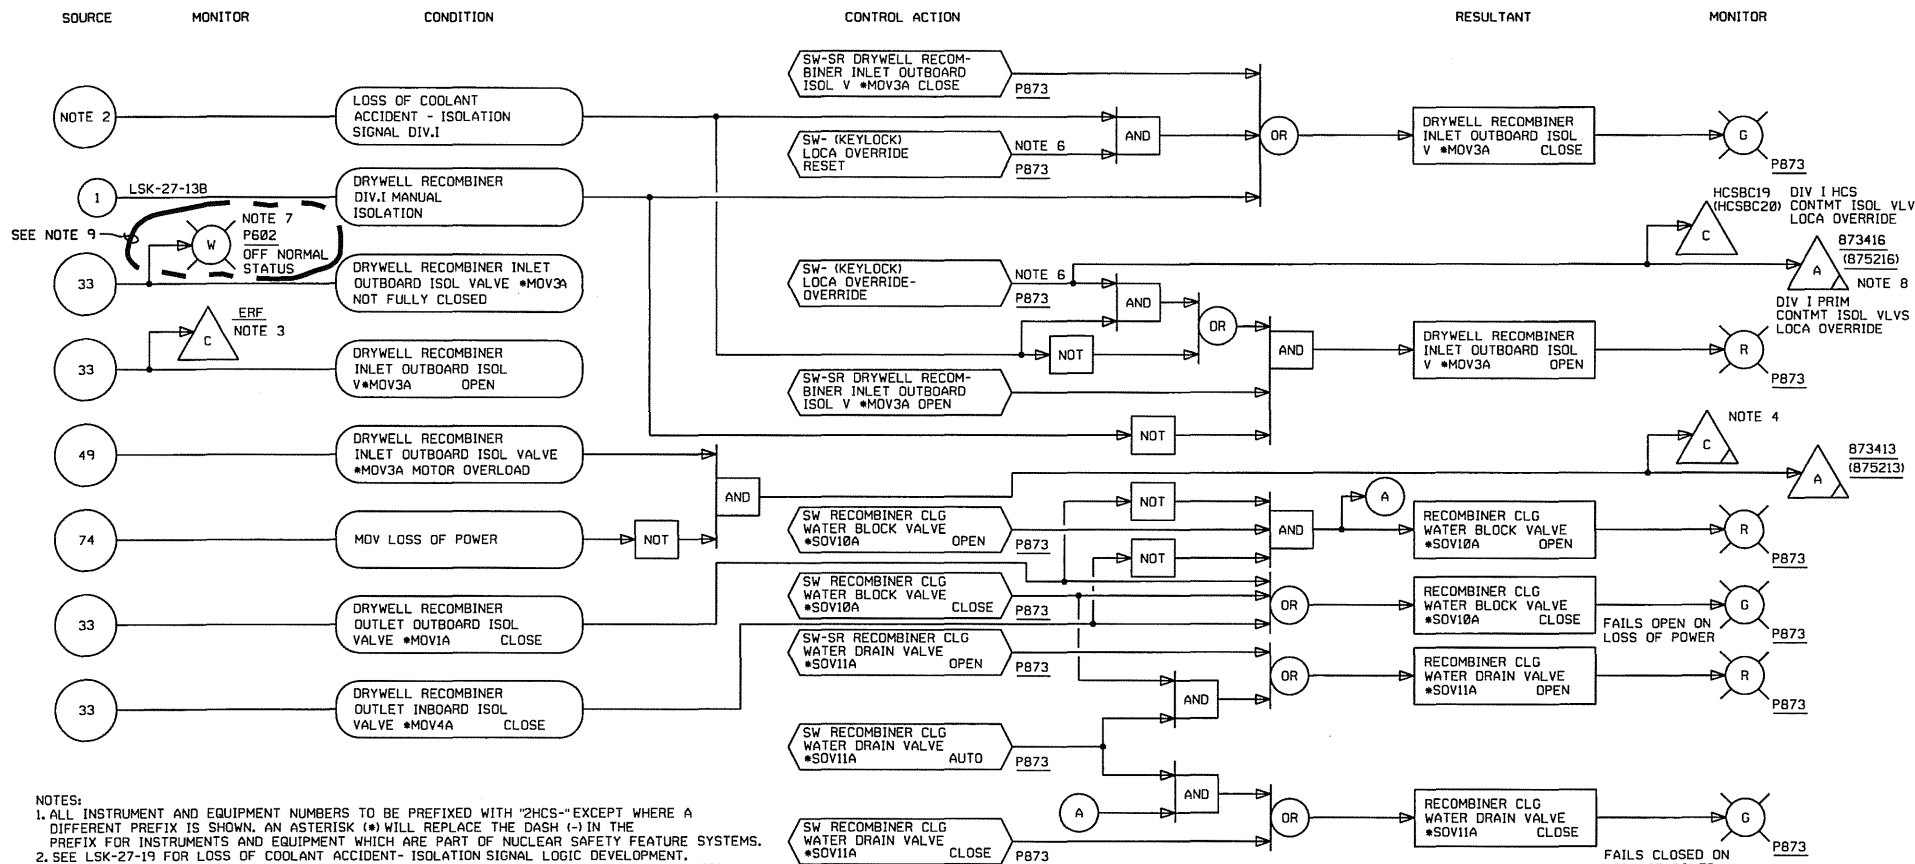 SOURCE MONITOR CONDITION CONTROL ACTION RESULTANT MONITOR
SW-SR DRYWELL RECOM-
BINER INLET OUTBOARD
ISOL V *MOV3A CLOSE
P873
NOTE 2
LOSS OF COOLANT
ACCIDENT - ISOLATION
SIGNAL DIV.I
SW- (KEYLOCK)
LOCA OVERRIDE
RESET
NOTE 6
P873
AND
OR
DRYWELL RECOMBINER
INLET OUTBOARD ISOL
V *MOV3A CLOSE
G
P873
1
LSK-27-13B
DRYWELL RECOMBINER
DIV.I MANUAL
ISOLATION
SEE NOTE 9
W
NOTE 7
P602
OFF NORMAL
STATUS
33
DRYWELL RECOMBINER INLET
OUTBOARD ISOL VALVE *MOV3A
NOT FULLY CLOSED
SW- (KEYLOCK)
LOCA OVERRIDE-
OVERRIDE
NOTE 6
P873
AND
OR
C
HCSBC19
(HCSBC20)
DIV I HCS
CONTMT ISOL VLV
LOCA OVERRIDE
A
873416
(875216)
NOTE 8
DIV I PRIM
CONTMT ISOL VLVS
LOCA OVERRIDE
33
C
ERF
NOTE 3
DRYWELL RECOMBINER
INLET OUTBOARD ISOL
V*MOV3A OPEN
NOT
AND
DRYWELL RECOMBINER
INLET OUTBOARD ISOL
V *MOV3A OPEN
R
P873
SW-SR DRYWELL RECOM-
BINER INLET OUTBOARD
ISOL V *MOV3A OPEN
P873
NOT
49
DRYWELL RECOMBINER
INLET OUTBOARD ISOL VALVE
*MOV3A MOTOR OVERLOAD
AND
C
NOTE 4
A
873413
(875213)
74
MOV LOSS OF POWER
NOT
SW RECOMBINER CLG
WATER BLOCK VALVE
*SOV10A OPEN
P873
NOT
NOT
AND
A
RECOMBINER CLG
WATER BLOCK VALVE
*SOV10A OPEN
R
P873
33
DRYWELL RECOMBINER
OUTLET OUTBOARD ISOL
VALVE *MOV1A CLOSE
SW RECOMBINER CLG
WATER BLOCK VALVE
*SOV10A CLOSE
P873
OR
RECOMBINER CLG
WATER BLOCK VALVE
*SOV10A CLOSE
FAILS OPEN ON
LOSS OF POWER
G
P873
SW-SR RECOMBINER CLG
WATER DRAIN VALVE
*SOV11A OPEN
P873
OR
RECOMBINER CLG
WATER DRAIN VALVE
*SOV11A OPEN
R
P873
33
DRYWELL RECOMBINER
OUTLET INBOARD ISOL
VALVE *MOV4A CLOSE
AND
SW RECOMBINER CLG
WATER DRAIN VALVE
*SOV11A AUTO
P873
A
AND
OR
RECOMBINER CLG
WATER DRAIN VALVE
*SOV11A CLOSE
G
P873
FAILS CLOSED ON
SW RECOMBINER CLG
WATER DRAIN VALVE
*SOV11A CLOSE
P873
NOTES:
1. ALL INSTRUMENT AND EQUIPMENT NUMBERS TO BE PREFIXED WITH "2HCS-" EXCEPT WHERE A
DIFFERENT PREFIX IS SHOWN. AN ASTERISK (*) WILL REPLACE THE DASH (-) IN THE
PREFIX FOR INSTRUMENTS AND EQUIPMENT WHICH ARE PART OF NUCLEAR SAFETY FEATURE SYSTEMS.
2. SEE LSK-27-19 FOR LOSS OF COOLANT ACCIDENT- ISOLATION SIGNAL LOGIC DEVELOPMENT.